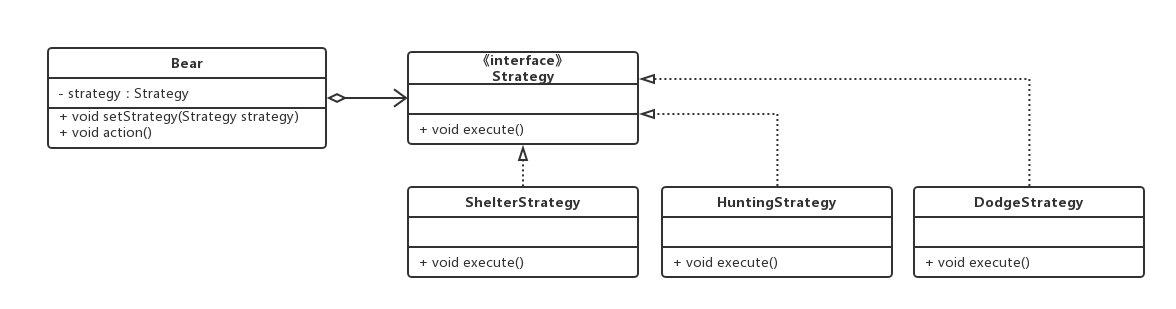 Bear
- strategy : Strategy
+ void setStrategy(Strategy strategy)
+ void action()
《interface》
Strategy
+ void execute()
ShelterStrategy
+ void execute()
HuntingStrategy
+ void execute()
DodgeStrategy
+ void execute()